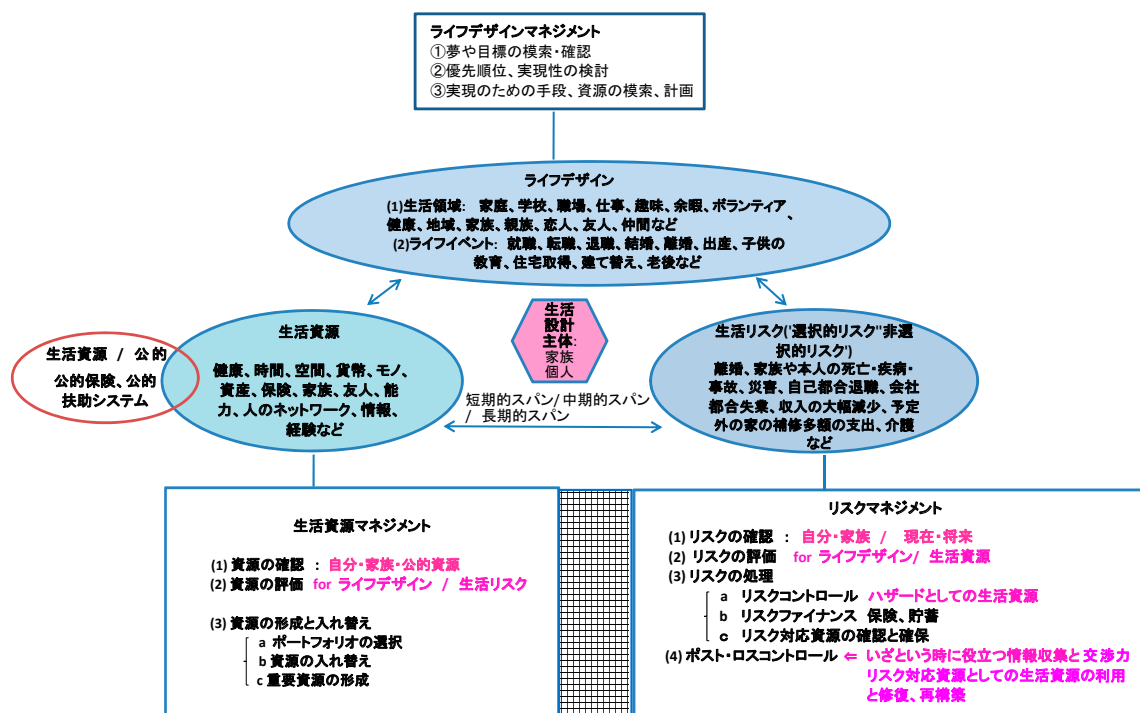 ライフデザインマネジメント
①夢や目標の模索・確認
②優先順位、実現性の検討
③実現のための手段、資源の模索、計画
ライフデザイン
(1)生活領域: 家庭、学校、職場、仕事、趣味、余暇、ボランティア、
健康、地域、家族、親族、恋人、友人、仲間など
(2)ライフイベント: 就職、転職、退職、結婚、離婚、出産、子供の
教育、住宅取得、建て替え、老後など
生活
設計
主体:
家族
個人
生活資源 / 公的
公的保険、公的
扶助システム
生活資源
健康、時間、空間、貨幣、モノ、
資産、保険、家族、友人、能
力、人のネットワーク、情報、
経験など
短期的スパン/中期的スパン
/ 長期的スパン
生活リスク('選択的リスク''非選
択的リスク')
離婚、家族や本人の死亡・疾病・
事故、災害、自己都合退職、会社
都合失業、収入の大幅減少、予定
外の家の補修多額の支出、介護
など
生活資源マネジメント
(1) 資源の確認 : 自分・家族・公的資源
(2) 資源の評価 for ライフデザイン / 生活リスク
(3) 資源の形成と入れ替え
a ポートフォリオの選択
b 資源の入れ替え
c 重要資源の形成
リスクマネジメント
(1) リスクの確認 : 自分・家族 / 現在・将来
(2) リスクの評価 for ライフデザイン/ 生活資源
(3) リスクの処理
a リスクコントロール ハザードとしての生活資源
b リスクファイナンス 保険、貯蓄
c リスク対応資源の確認と確保
(4) ポスト・ロスコントロール ⇐ いざという時に役立つ情報収集と交渉力
リスク対応資源としての生活資源の利用
と修復、再構築